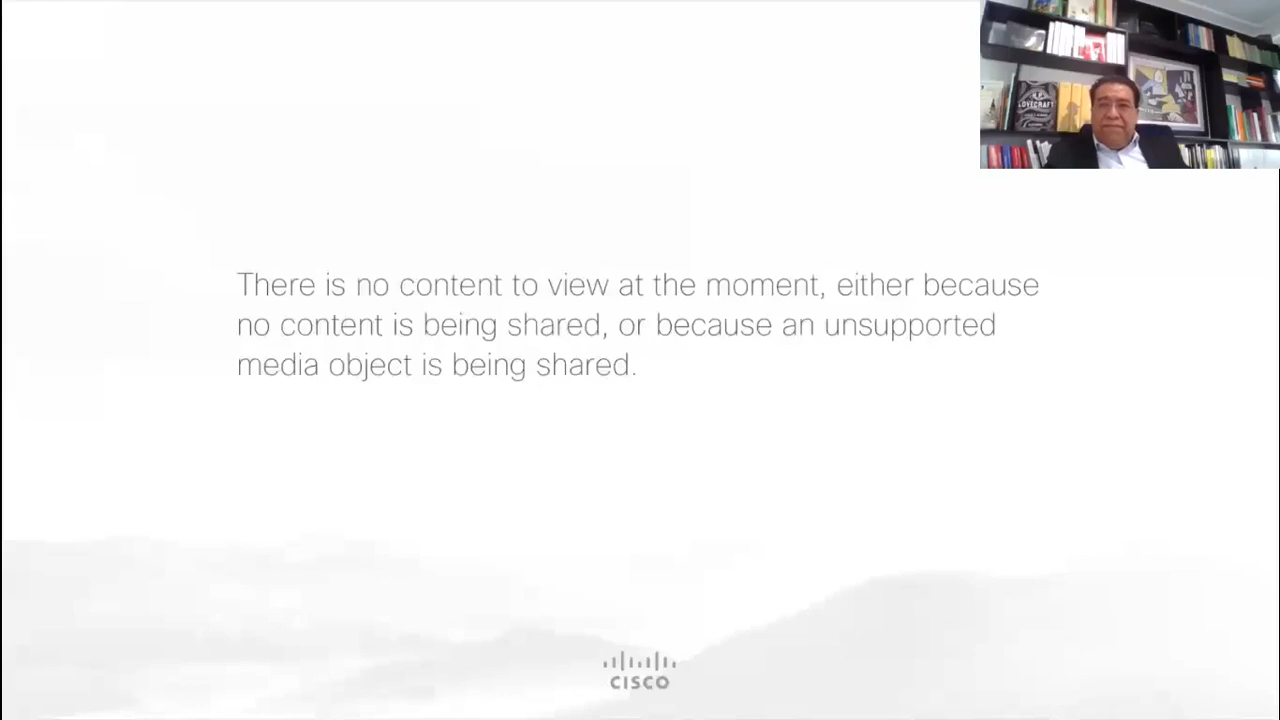 LOVECRAFT
There is no content to view at the moment, either because
no content is being shared, or because an unsupported
media object is being shared.
CISCO